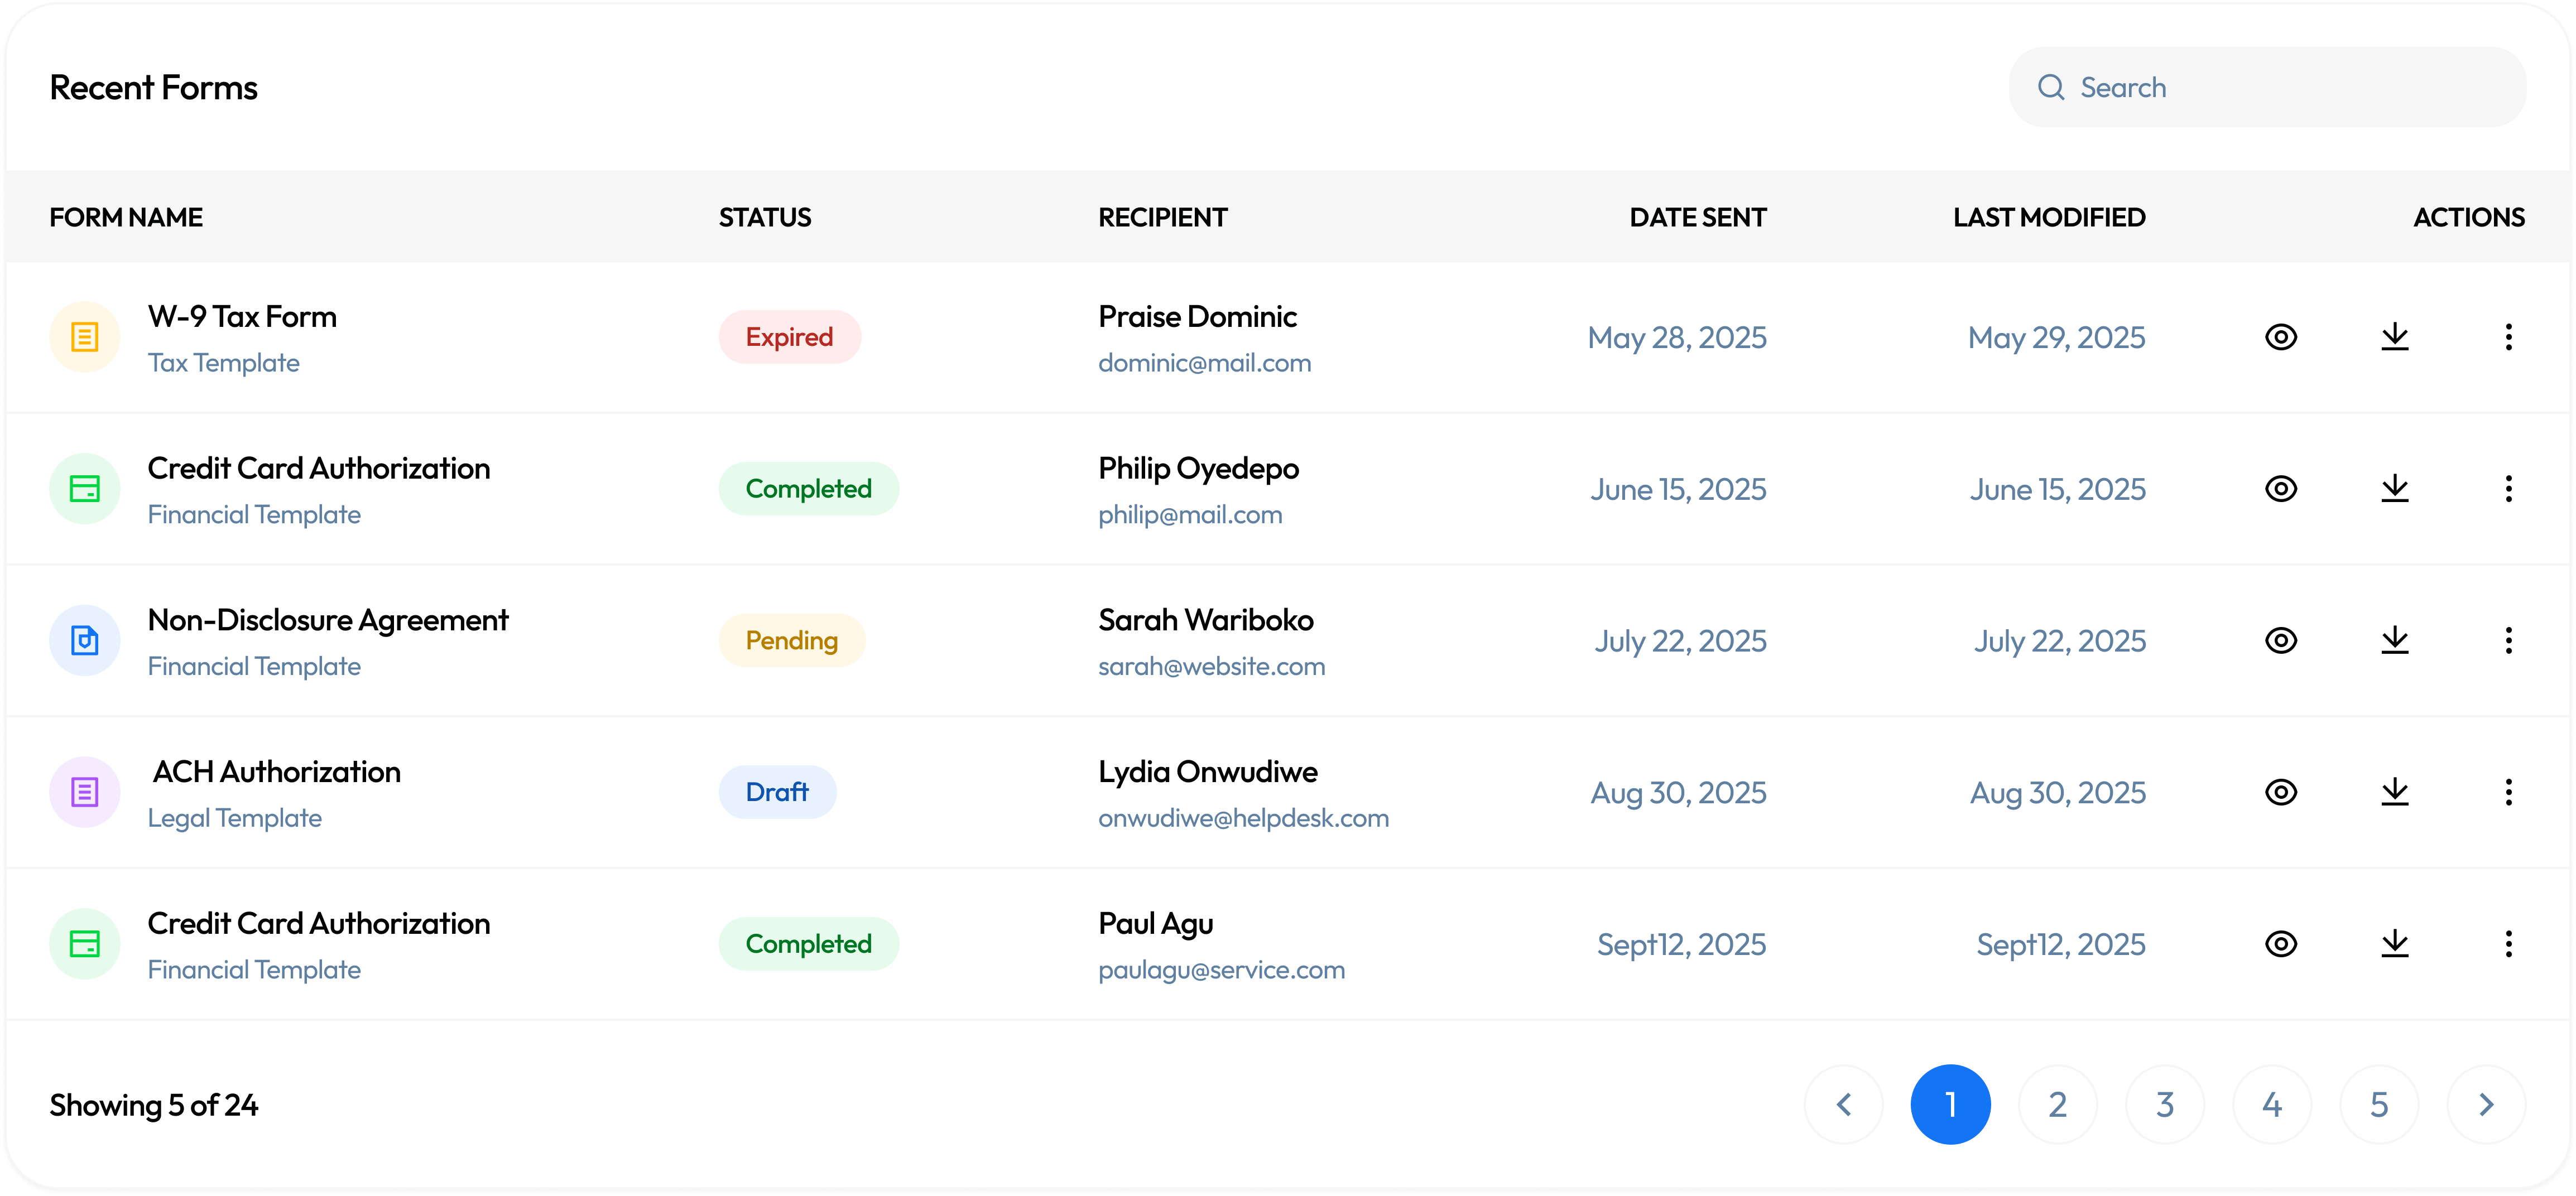 Recent Forms
Search
FORM NAME STATUS RECIPIENT DATE SENT LAST MODIFIED ACTIONS
W-9 Tax Form
Tax Template
Expired
Praise Dominic
dominic@mail.com
May 28, 2025
May 29, 2025
Credit Card Authorization
Financial Template
Completed
Philip Oyedepo
philip@mail.com
June 15, 2025
June 15, 2025
Non-Disclosure Agreement
Financial Template
Pending
Sarah Wariboko
sarah@website.com
July 22, 2025
July 22, 2025
ACH Authorization
Legal Template
Draft
Lydia Onwudiwe
onwudiwe@helpdesk.com
Aug 30, 2025
Aug 30, 2025
Credit Card Authorization
Financial Template
Completed
Paul Agu
paulagu@service.com
Sept12, 2025
Sept12, 2025
Showing 5 of 24
1 2 3 4 5